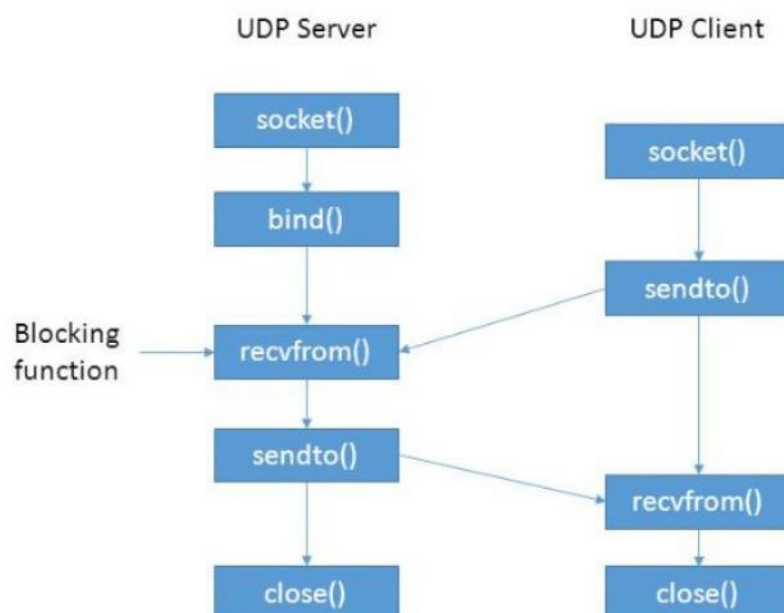 UDP Server
UDP Client
socket()
socket()
bind()
sendto()
Blocking
function
recvfrom()
sendto()
recvfrom()
close()
close()